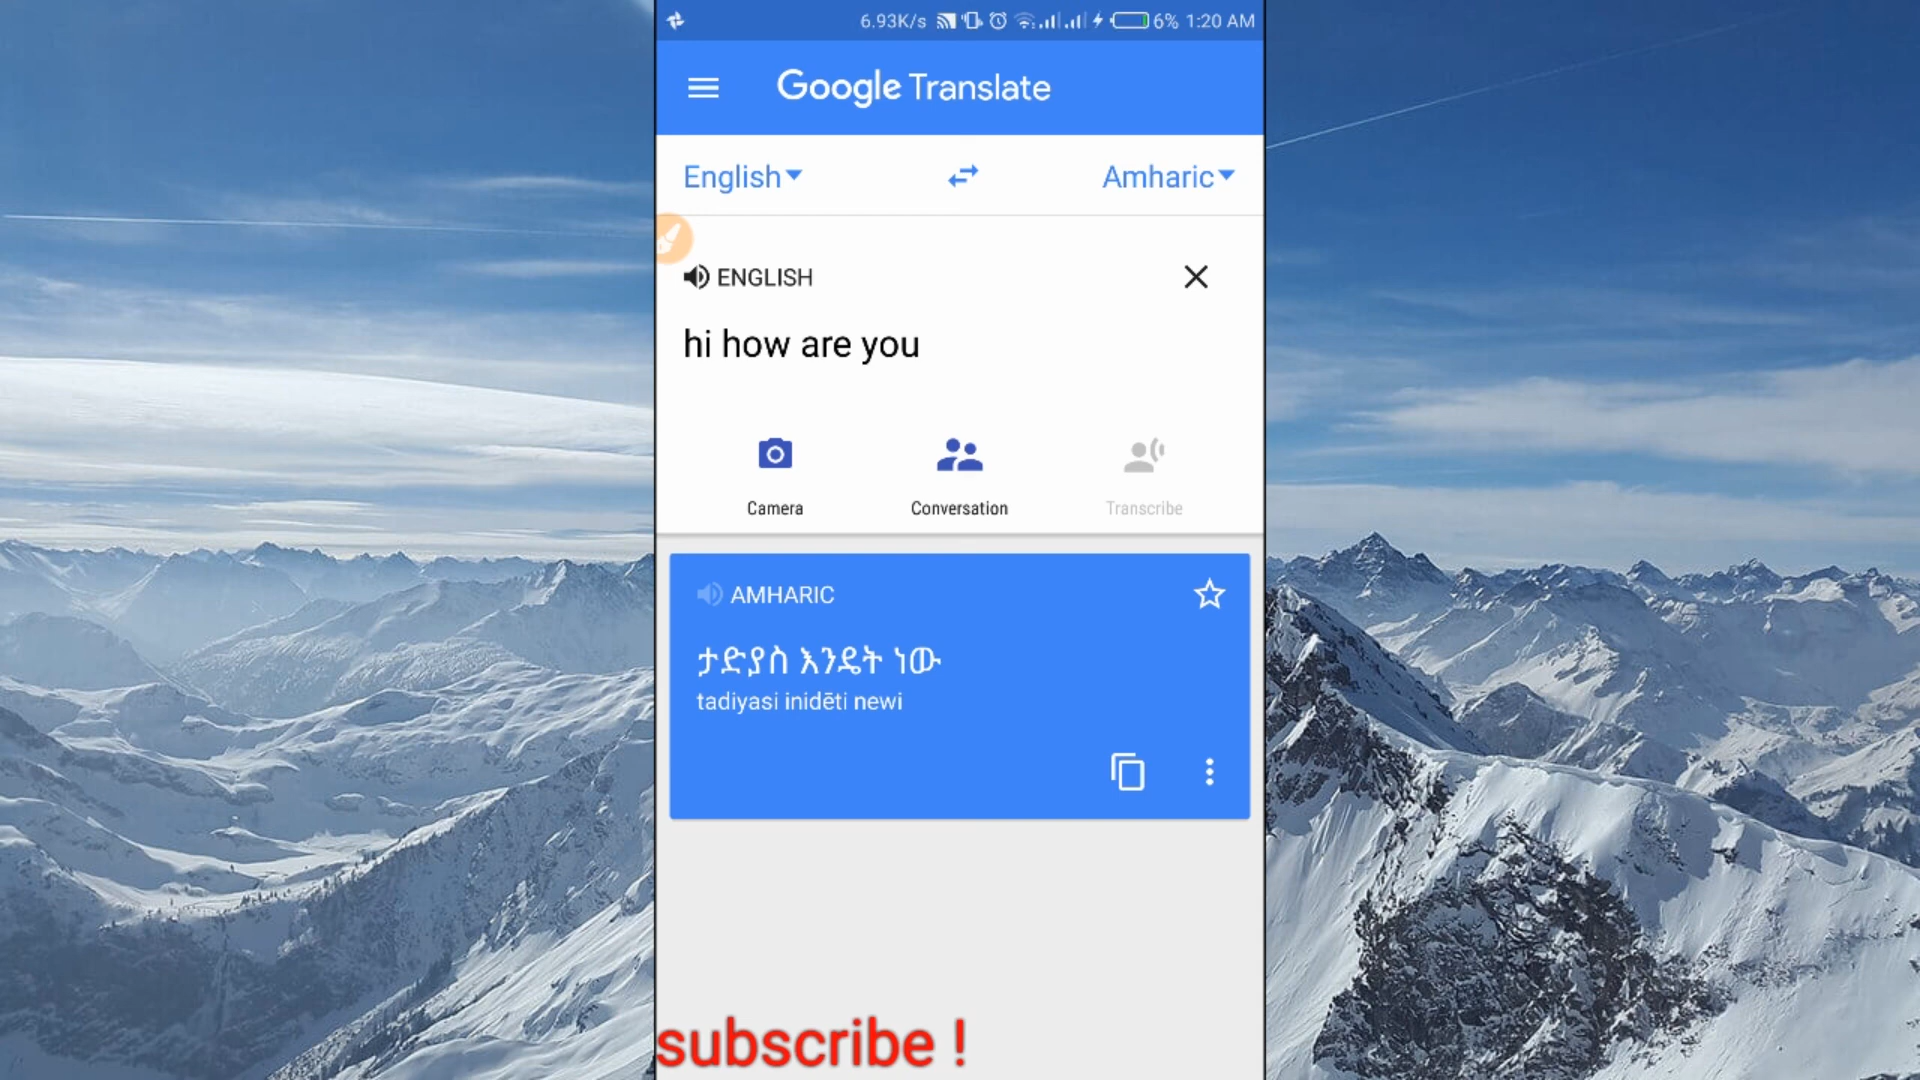 6.93K/s 6% 1:20 AM
Google Translate
English Amharic
ENGLISH
hi how are you
Camera Conversation Transcribe
AMHARIC
ታድያስ እንዴት ነው
tadiyasi inidēti newi
subscribe !